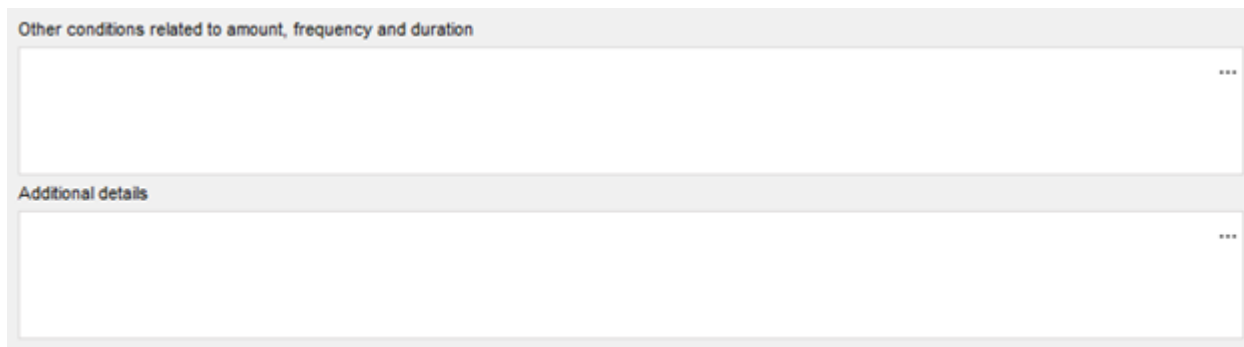 Other conditions related to amount, frequency and duration
...
Additional details
...